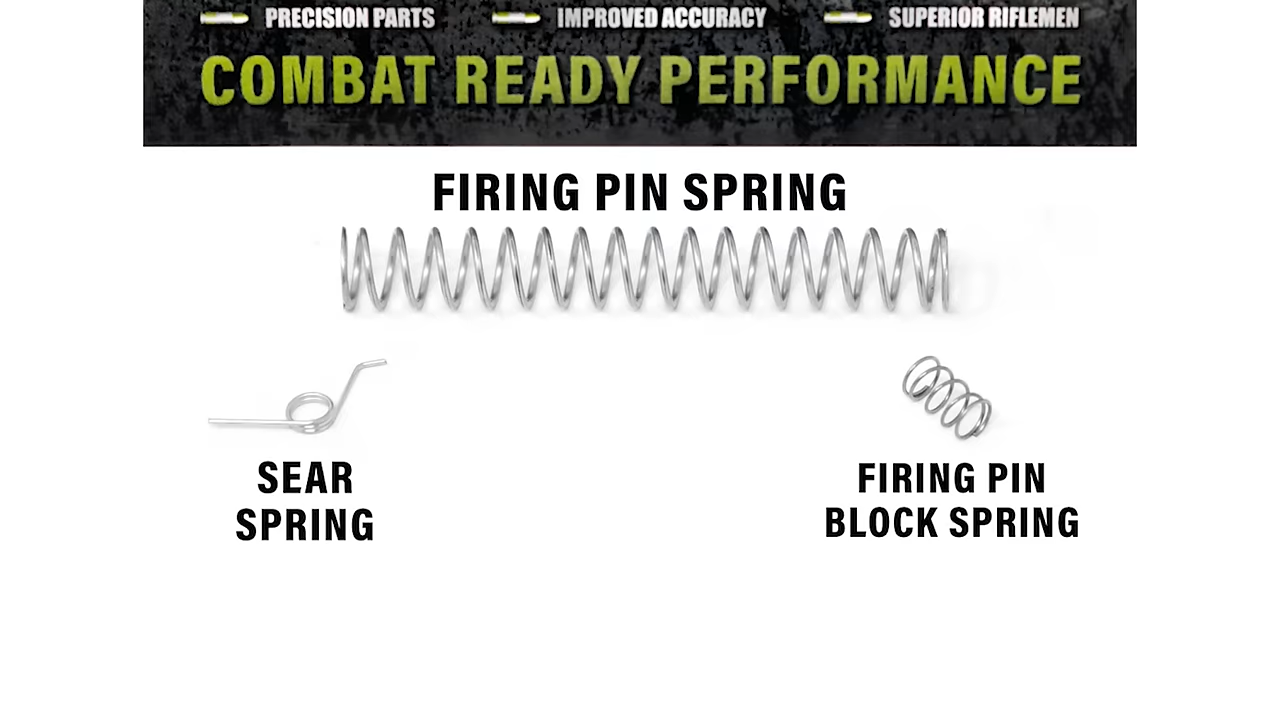 PRECISION PARTS IMPROVED ACCURACY SUPERIOR RIFLEMEN
COMBAT READY PERFORMANCE
FIRING PIN SPRING
SEAR
SPRING
FIRING PIN
BLOCK SPRING